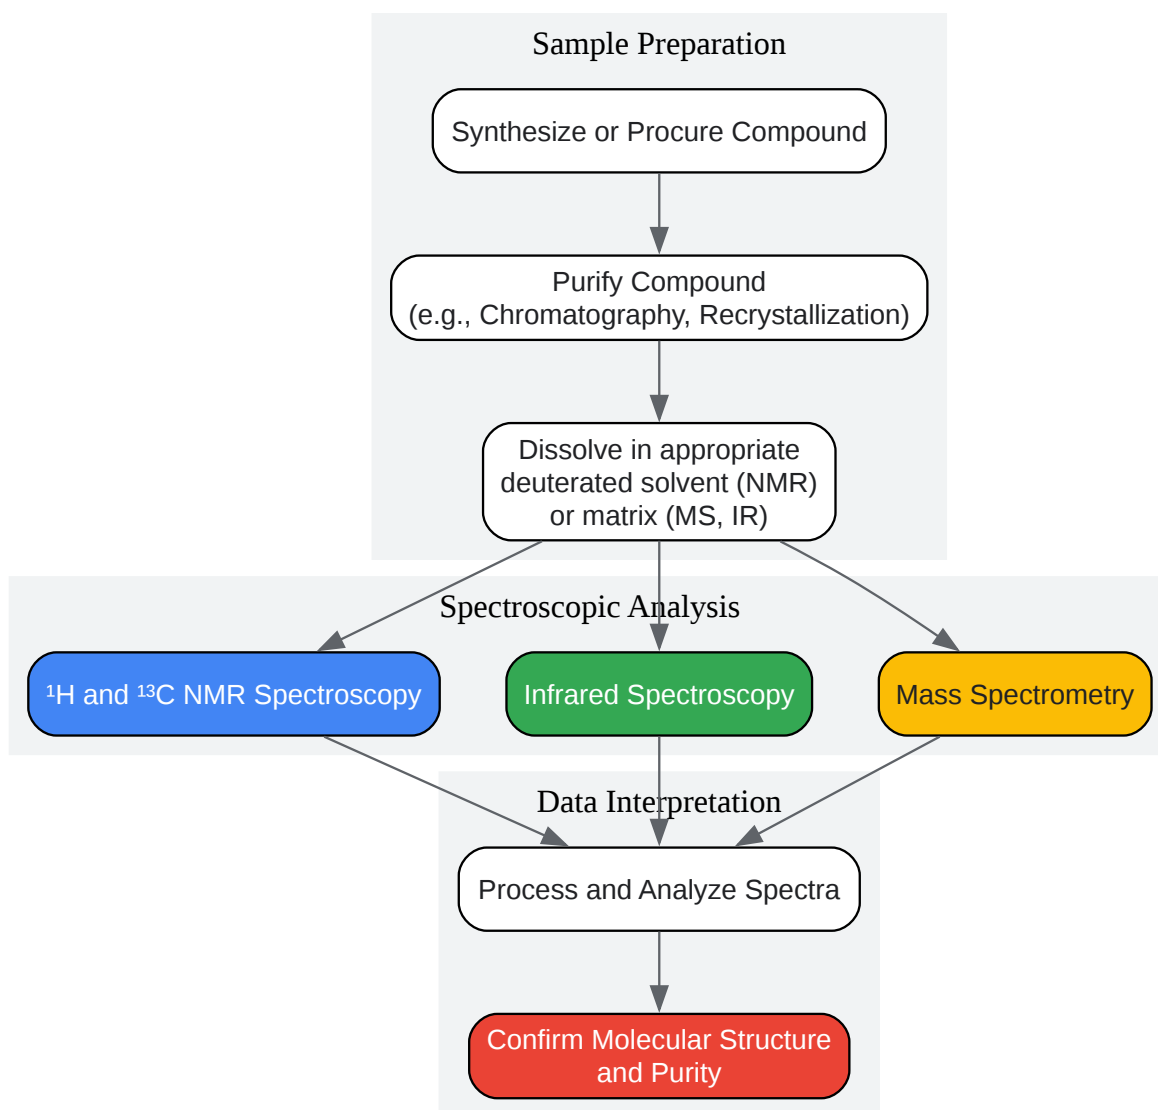 Sample Preparation
Synthesize or Procure Compound
Purify Compound
(e.g., Chromatography, Recrystallization)
Dissolve in appropriate
deuterated solvent (NMR)
or matrix (MS, IR)
Spectroscopic Analysis
¹H and ¹³C NMR Spectroscopy
Infrared Spectroscopy
Mass Spectrometry
Data Interpretation
Process and Analyze Spectra
Confirm Molecular Structure
and Purity